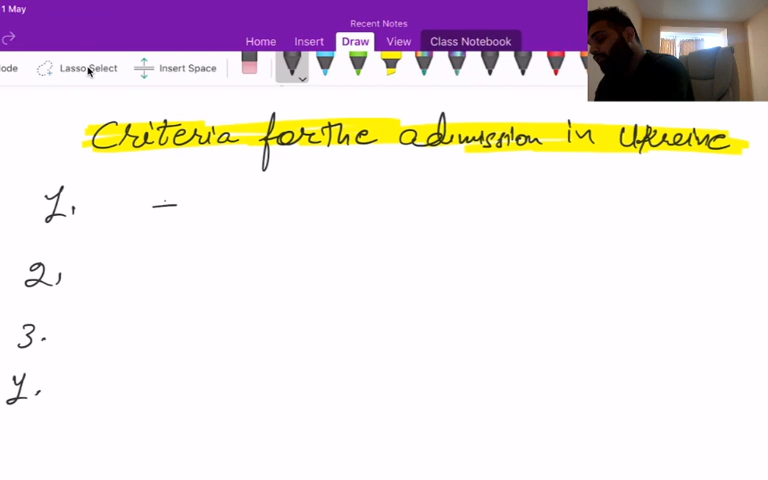 1 May
Recent Notes
Home Insert Draw View Class Notebook
ode Lasso Select Insert Space
Criteria for the admission in Ukreine
1. -
2,
3.
4.